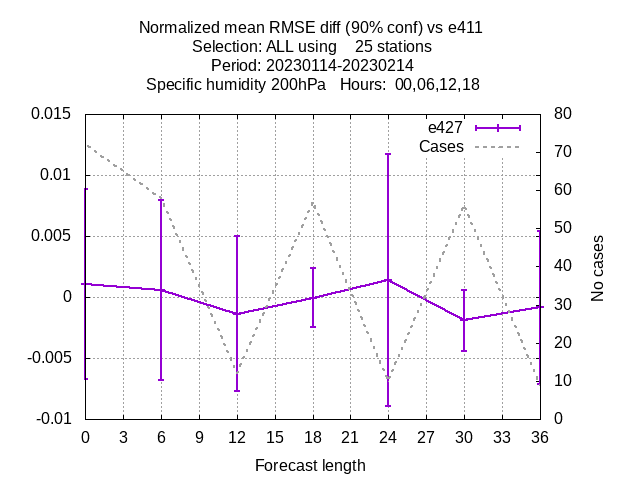 Normalized mean RMSE diff (90% conf) vs e411
Selection: ALL using    25 stations
Period: 20230114-20230214
Specific humidity 200hPa   Hours:  00,06,12,18
0.015
0.01
0.005
0
-0.005
-0.01
80
70
60
50
40
30
20
10
0
e427
Cases
No cases
0 3 6 9 12 15 18 21 24 27 30 33 36
Forecast length